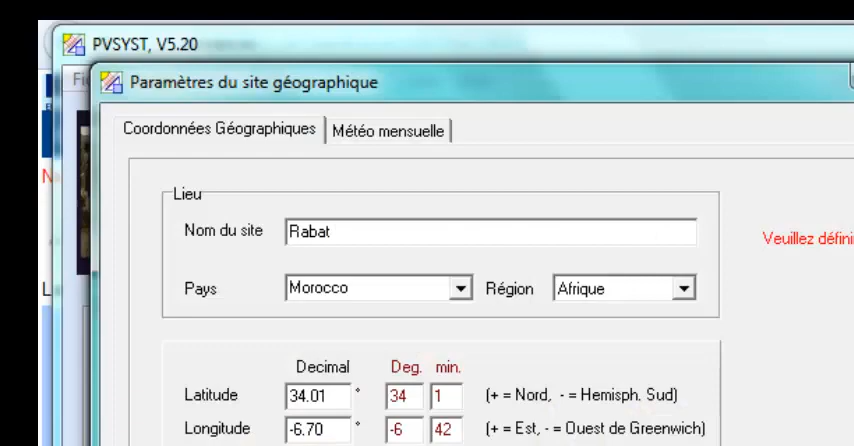 PVSYST, V5.20
Paramètres du site géographique
Coordonnées Géographiques Météo mensuelle
Lieu
Nom du site Rabat
Veuillez défini
Pays Morocco Région Afrique
Decimal Deg. min.
Latitude 34.01 ° 34 1 (+ = Nord, - = Hemisph. Sud)
Longitude -6.70 ° -6 42 (+ = Est, - = Ouest de Greenwich)